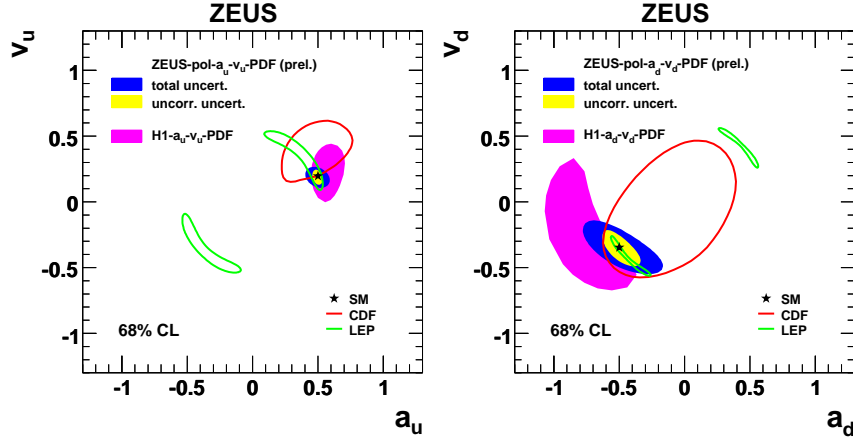 ZEUS
v_u
1
0.5
0
-0.5
-1
ZEUS-pol-a_u-v_u-PDF (prel.)
total uncert.
uncorr. uncert.
H1-a_u-v_u-PDF
68% CL
SM
CDF
LEP
-1 -0.5 0 0.5 1
a_u
ZEUS
v_d
1
0.5
0
-0.5
-1
ZEUS-pol-a_d-v_d-PDF (prel.)
total uncert.
uncorr. uncert.
H1-a_d-v_d-PDF
68% CL
SM
CDF
LEP
-1 -0.5 0 0.5 1
a_d